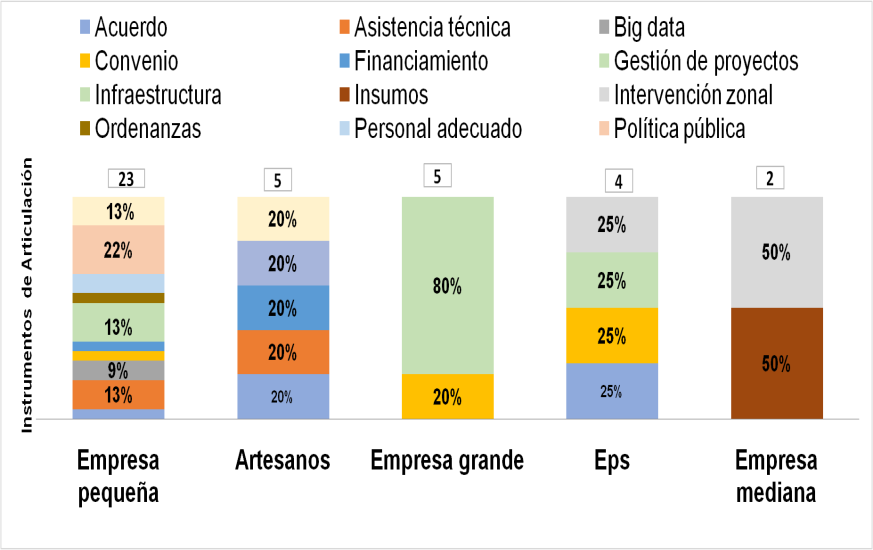 Acuerdo
Asistencia técnica
Big data
Convenio
Financiamiento
Gestión de proyectos
Infraestructura
Insumos
Intervención zonal
Ordenanzas
Personal adecuado
Política pública
Instrumentos de Articulación
23
5
5
4
2
13%
22%
13%
9%
13%
20%
20%
20%
20%
20%
80%
20%
25%
25%
25%
25%
50%
50%
Empresa
pequeña
Artesanos
Empresa grande
Eps
Empresa
mediana